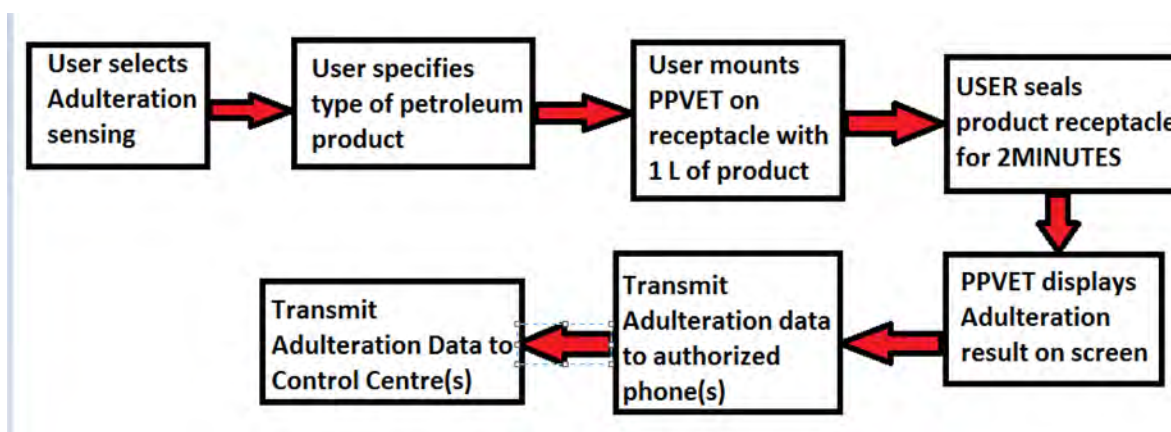 User selects
Adulteration
sensing
User specifies
type of petroleum
product
User mounts
PPVET on
receptacle with
1 L of product
USER seals
product receptacle
for 2MINUTES
PPVET displays
Adulteration
result on screen
Transmit
Adulteration data
to authorized
phone(s)
Transmit
Adulteration Data to
Control Centre(s)